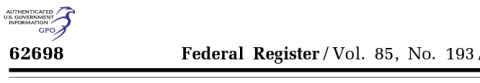 AUTHENTICATED
U.S. GOVERNMENT
INFORMATION
GPO
62698 Federal Register / Vol. 85, No. 193 /